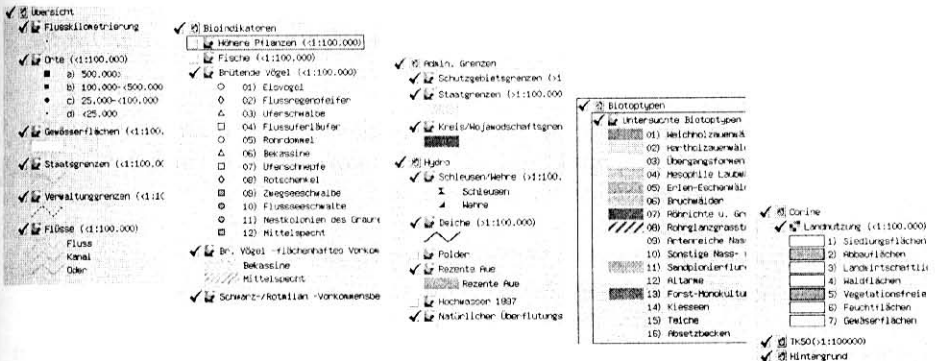 Übersicht
Flusskilometrierung
Orte (<1:100.000)
a) 500.000>
b) 100.000-<500.000
c) 25.000-<100.000
d) <25.000
Gewässerflächen (<1:100.
Staatsgrenzen (<1:100.00
Verwaltungsgrenzen (<1:10
Flüsse (<1:100.000)
Fluss
Kanal
Oder
Bioindikatoren
Höhere Pflanzen (<1:100.000)
Fische (<1:100.000)
Brütende Vögel (<1:100.000)
01) Eisvogel
02) Flussregenpfeifer
03) Uferschwalbe
04) Flussuferläufer
05) Rohrdommel
06) Bekassine
07) Uferschnepfe
08) Rotschenkel
09) Zwegseeschwalbe
10) Flussseeschwalbe
11) Nestkolonien des Graure
12) Mittelspecht
Br. Vögel -flächenhaftes Vorkom
Bekassine
Mittelspecht
Schwarz-/Rotmilan -Vorkommensbe
Admin. Grenzen
Schutzgebietsgrenzen (>1
Staatgrenzen (>1:100.000
Kreis/Wojewodschaftsgren
Hydro
Schleusen/Wehre (>1:100.
Schleusen
Wehre
Deiche (>1:100.000)
Polder
Rezente Aue
Rezente Aue
Hochwasser 1997
Natürlicher Überflutungs
Biotoptypen
Untersuchte Biotoptypen
01) Weichholzauenwä
02) Hartholzauenwäl
03) Übergangsformen
04) Mesophile Laubw
05) Erlen-Eschenwäl
06) Bruchwälder
07) Röhrichte u. Gr
08) Rohrglanzgrasst
09) Artenreiche Nas
10) Sonstige Nass-
11) Sandpionierflur
12) Altarme
13) Forst-Monokultu
14) Kiesseen
15) Teiche
16) Absetzbecken
Corine
Landnutzung (<1:100.000)
1) Siedlungsflächen
2) Abbauflächen
3) Landwirtschaftlic
4) Waldflächen
5) Vegetationsfreie
6) Feuchtflächen
7) Gewässerflächen
TK50(>1:100000)
Hintergrund